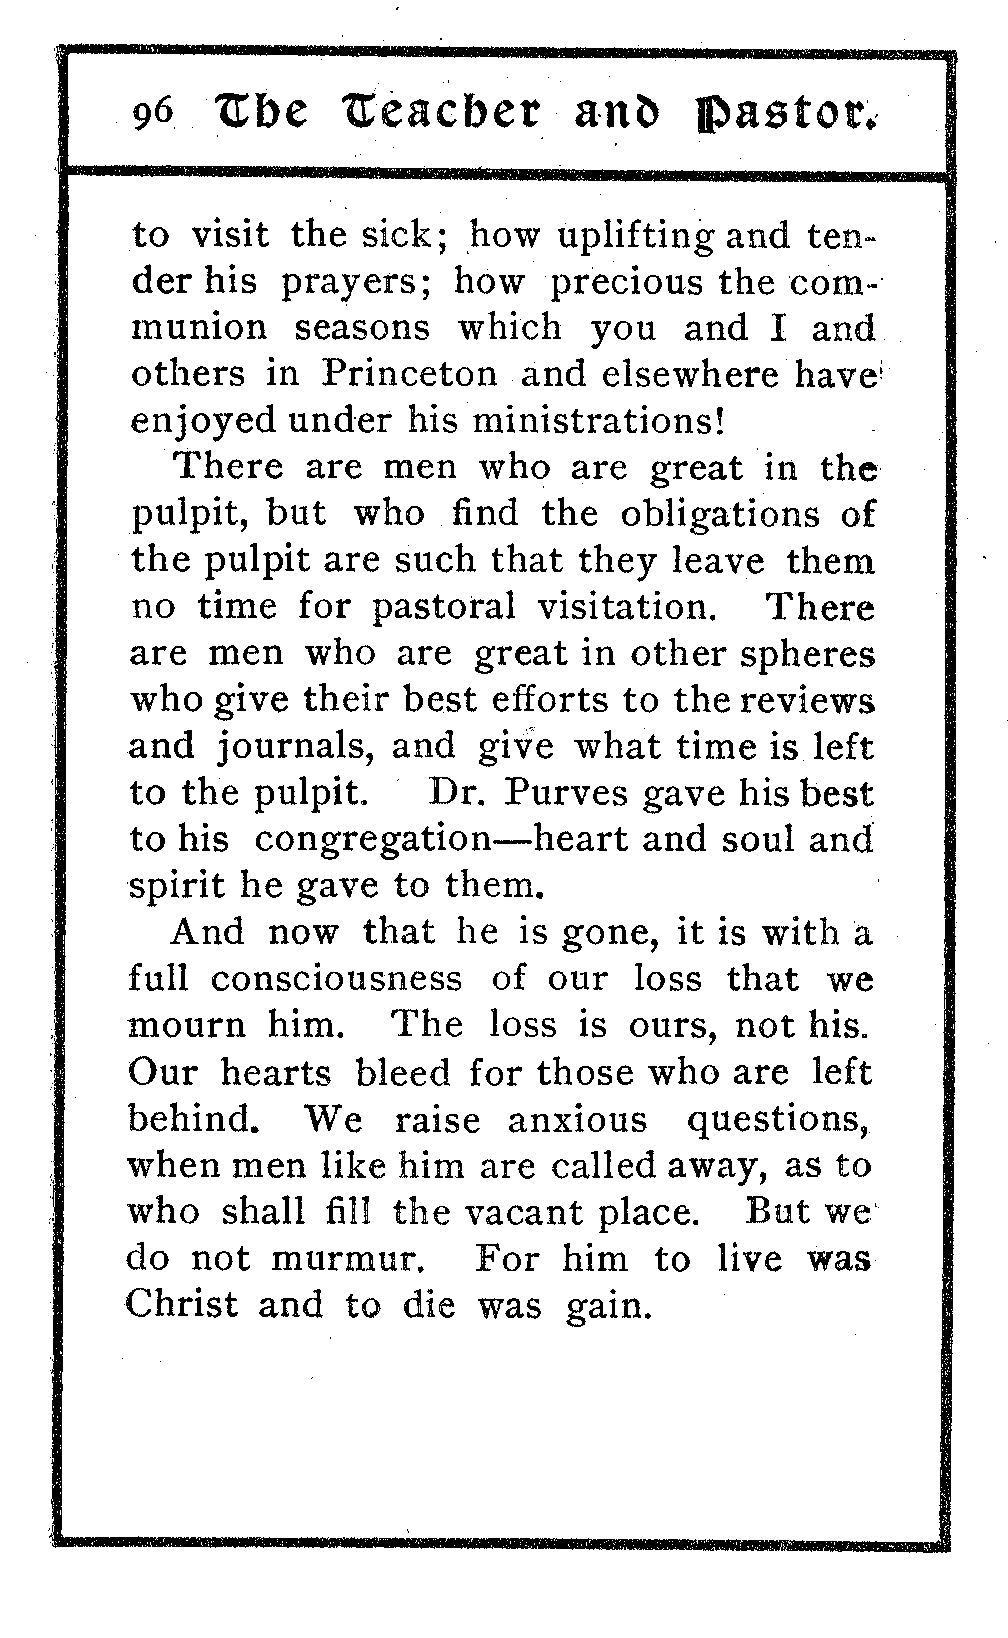 96 The Teacher and Pastor.
to visit the sick; how uplifting and ten-
der his prayers; how precious the com-
munion seasons which you and I and
others in Princeton and elsewhere have
enjoyed under his ministrations!
There are men who are great in the
pulpit, but who find the obligations of
the pulpit are such that they leave them
no time for pastoral visitation. There
are men who are great in other spheres
who give their best efforts to the reviews
and journals, and give what time is left
to the pulpit. Dr. Purves gave his best
to his congregation—heart and soul and
spirit he gave to them.
And now that he is gone, it is with a
full consciousness of our loss that we
mourn him. The loss is ours, not his.
Our hearts bleed for those who are left
behind. We raise anxious questions,
when men like him are called away, as to
who shall fill the vacant place. But we
do not murmur. For him to live was
Christ and to die was gain.